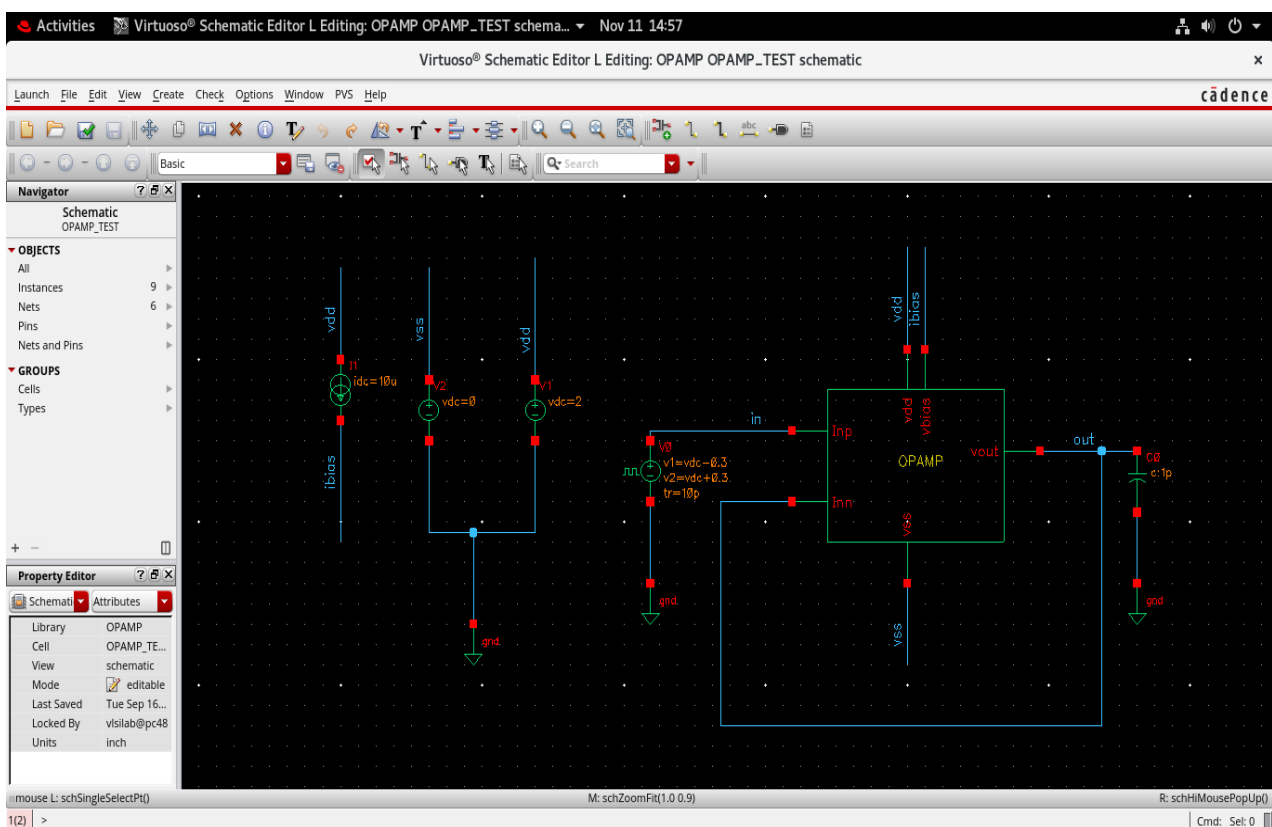 Activities Virtuoso® Schematic Editor L Editing: OPAMP OPAMP_TEST schema... Nov 11 14:57
Virtuoso® Schematic Editor L Editing: OPAMP OPAMP_TEST schematic ×
Launch File Edit View Create Check Options Window PVS Help cādence
abc
Basic Search
Navigator
Schematic
OPAMP_TEST
OBJECTS
All
Instances 9
Nets 6
Pins
Nets and Pins
GROUPS
Cells
Types
Property Editor
Schemati Attributes
Library OPAMP
Cell OPAMP_TE...
View schematic
Mode editable
Last Saved Tue Sep 16...
Locked By vlsilab@pc48
Units inch
vdd
I1
idc=10u
ibias
vss
V2
vdc=0
vdd
V1
vdc=2
gnd
in
V0
v1=vdc-0.3
v2=vdc+0.3
tr=10p
gnd
vdd
ibias
vdd
vbias
Inp
OPAMP
vout
Inn
vss
vss
out
C0
c:1p
gnd
mouse L: schSingleSelectPt() M: schZoomFit(1.0 0.9) R: schHiMousePopUp()
1(2) > Cmd: Sel: 0